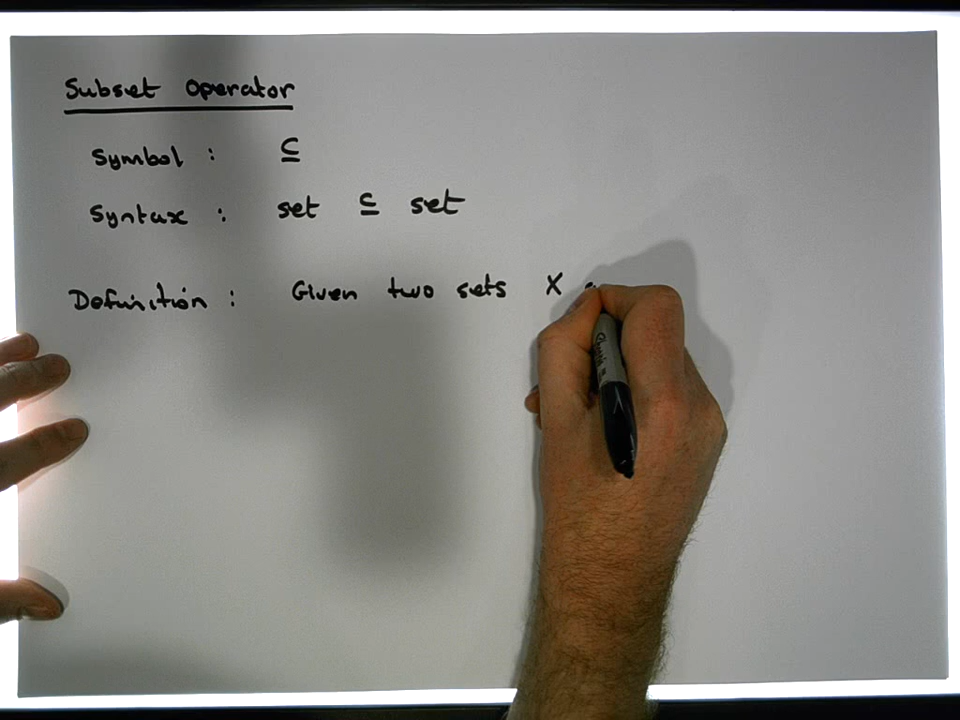 Subset Operator
Symbol : ⊆
Syntax : set ⊆ set
Definition : Given two sets X